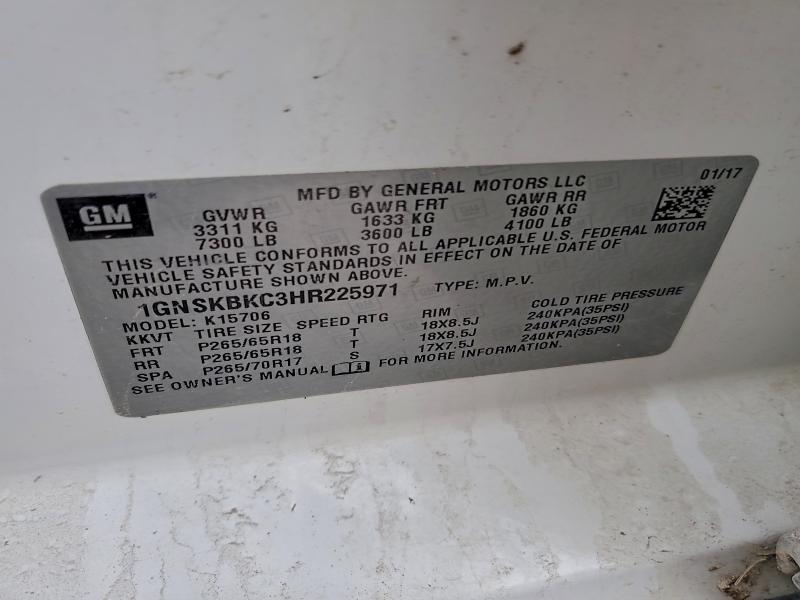 GM
MFD BY GENERAL MOTORS LLC 01/17
GVWR GAWR FRT GAWR RR
3311 KG 1633 KG 1860 KG
7300 LB 3600 LB 4100 LB
THIS VEHICLE CONFORMS TO ALL APPLICABLE U.S. FEDERAL MOTOR
VEHICLE SAFETY STANDARDS IN EFFECT ON THE DATE OF
MANUFACTURE SHOWN ABOVE.
1GNSKBKC3HR225971 TYPE: M.P.V.
MODEL: K15706
KKVT TIRE SIZE SPEED RTG RIM COLD TIRE PRESSURE
FRT P265/65R18 T 18X8.5J 240KPA(35PSI)
RR P265/65R18 T 18X8.5J 240KPA(35PSI)
SPA P265/70R17 S 17X7.5J 240KPA(35PSI)
SEE OWNER'S MANUAL FOR MORE INFORMATION.